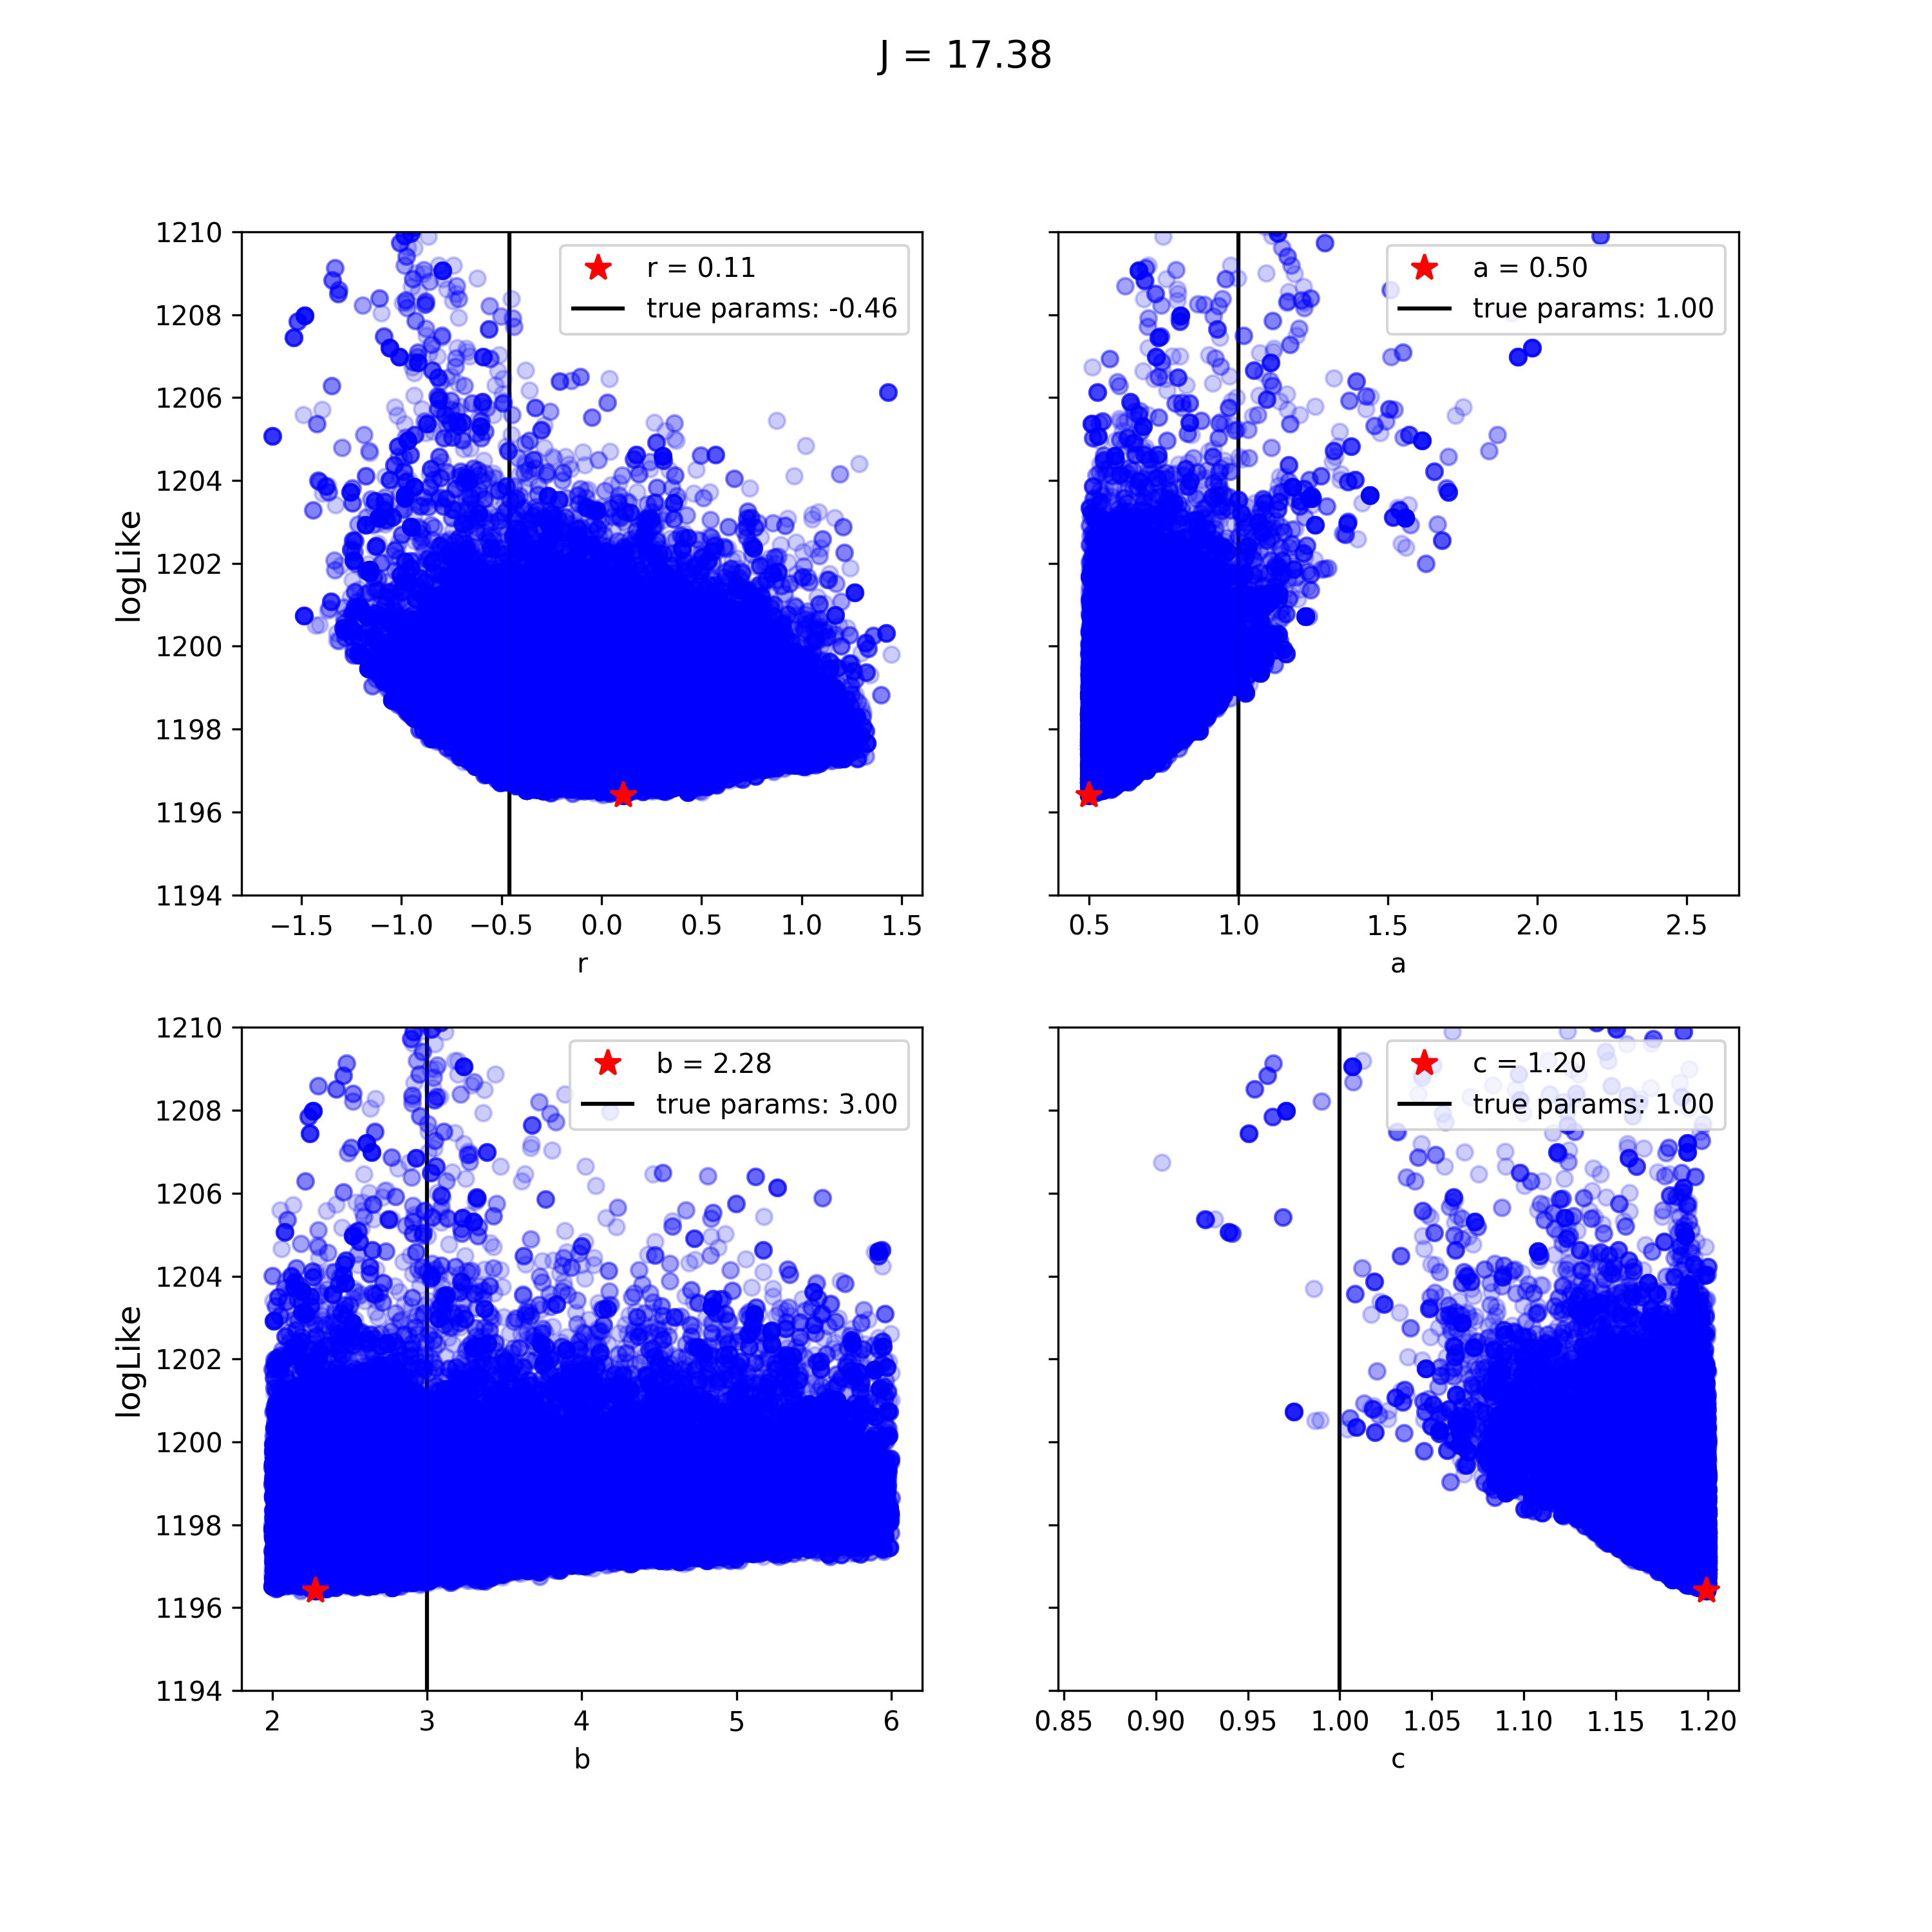 J = 17.38
1210
1208
1206
1204
1202
1200
1198
1196
1194
logLike
r = 0.11
true params: -0.46
−1.5 −1.0 −0.5 0.0 0.5 1.0 1.5
r
a = 0.50
true params: 1.00
0.5 1.0 1.5 2.0 2.5
a
1210
1208
1206
1204
1202
1200
1198
1196
1194
logLike
b = 2.28
true params: 3.00
2 3 4 5 6
b
c = 1.20
true params: 1.00
0.85 0.90 0.95 1.00 1.05 1.10 1.15 1.20
c